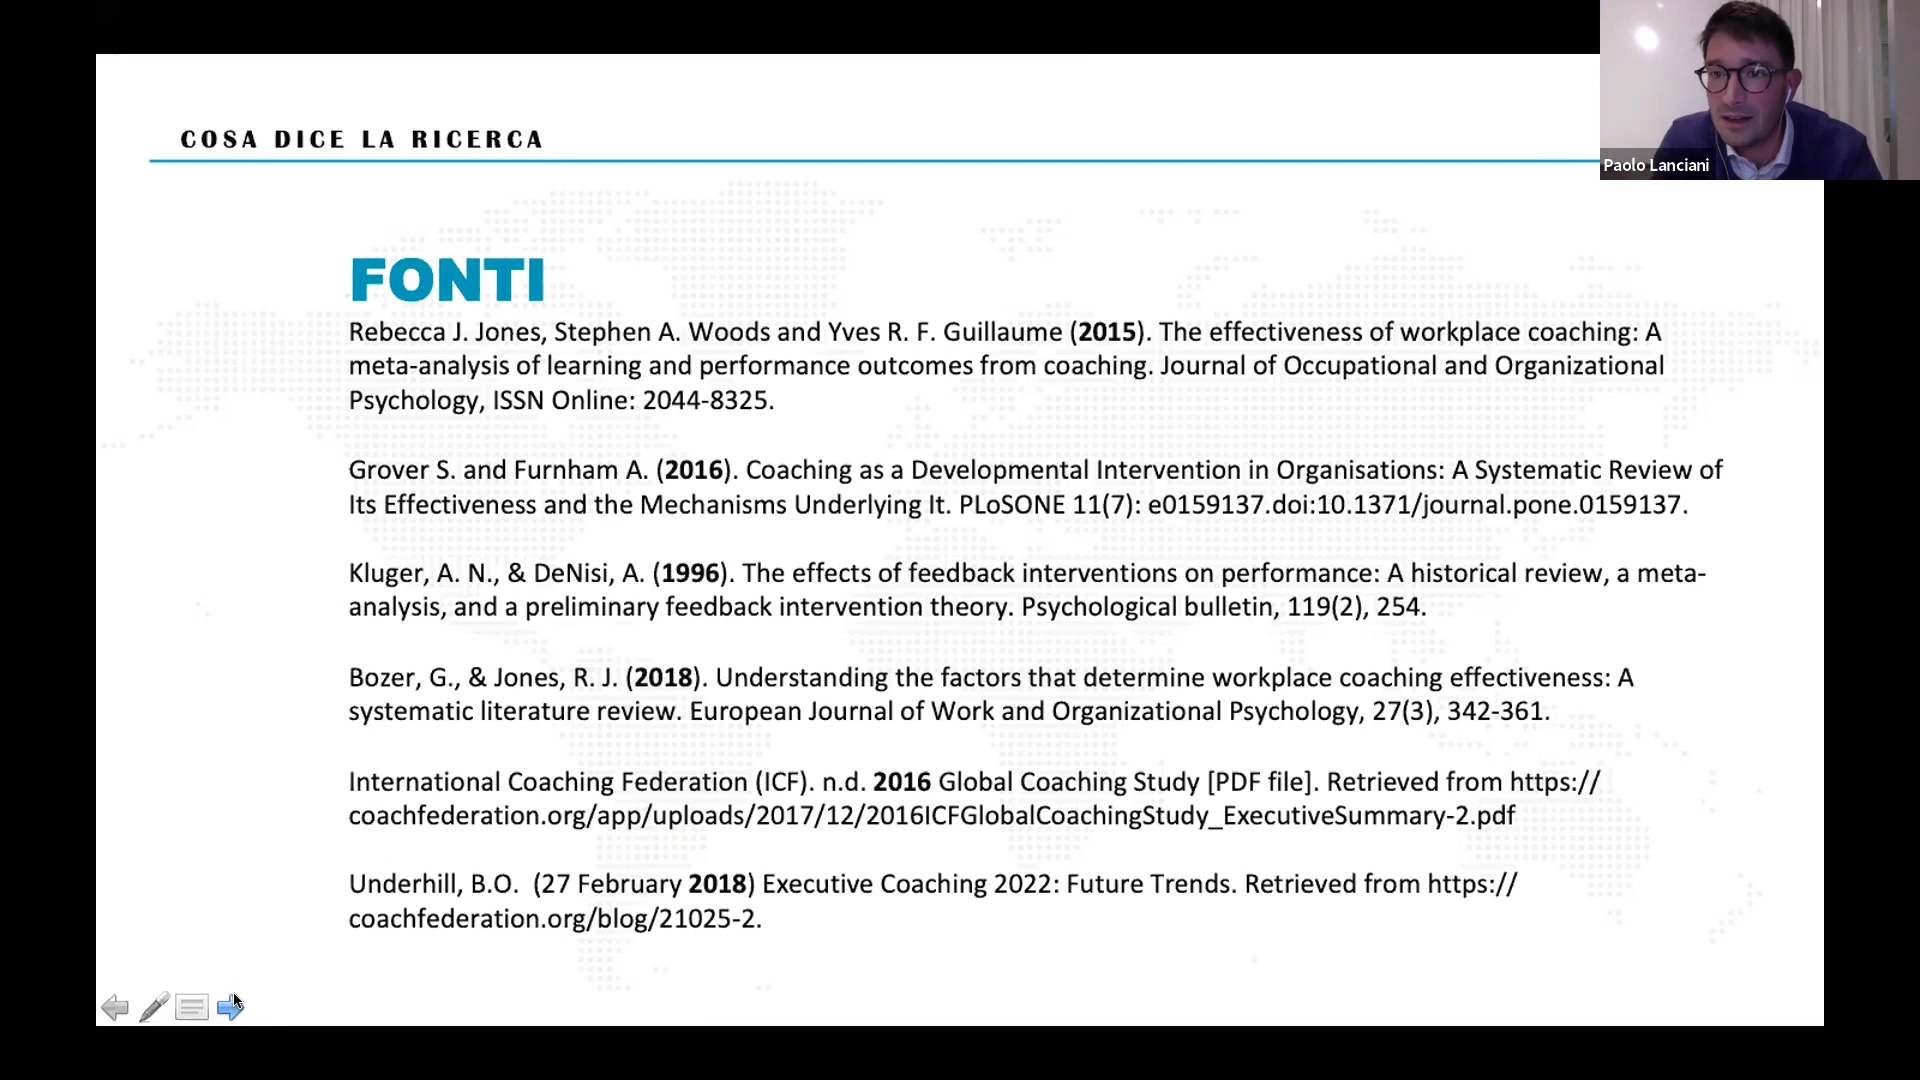 COSA DICE LA RICERCA
Paolo Lanciani
FONTI
Rebecca J. Jones, Stephen A. Woods and Yves R. F. Guillaume (2015). The effectiveness of workplace coaching: A
meta-analysis of learning and performance outcomes from coaching. Journal of Occupational and Organizational
Psychology, ISSN Online: 2044-8325.
Grover S. and Furnham A. (2016). Coaching as a Developmental Intervention in Organisations: A Systematic Review of
Its Effectiveness and the Mechanisms Underlying It. PLoSONE 11(7): e0159137.doi:10.1371/journal.pone.0159137.
Kluger, A. N., & DeNisi, A. (1996). The effects of feedback interventions on performance: A historical review, a meta-
analysis, and a preliminary feedback intervention theory. Psychological bulletin, 119(2), 254.
Bozer, G., & Jones, R. J. (2018). Understanding the factors that determine workplace coaching effectiveness: A
systematic literature review. European Journal of Work and Organizational Psychology, 27(3), 342-361.
International Coaching Federation (ICF). n.d. 2016 Global Coaching Study [PDF file]. Retrieved from https://
coachfederation.org/app/uploads/2017/12/2016ICFGlobalCoachingStudy_ExecutiveSummary-2.pdf
Underhill, B.O. (27 February 2018) Executive Coaching 2022: Future Trends. Retrieved from https://
coachfederation.org/blog/21025-2.